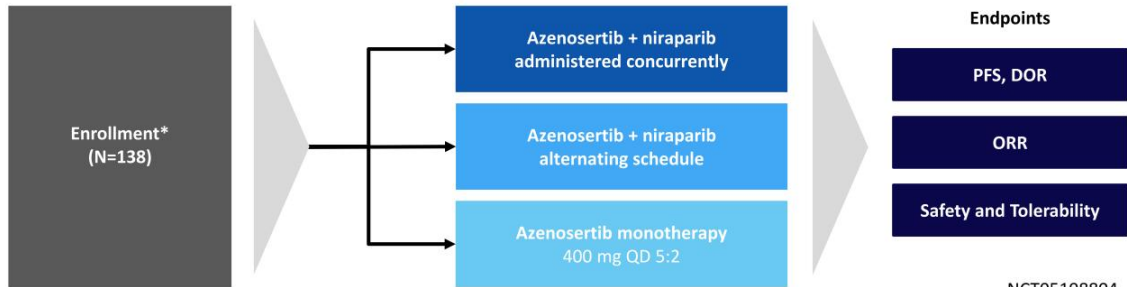 Enrollment*
(N=138)
Azenosertib + niraparib
administered concurrently
Azenosertib + niraparib
alternating schedule
Azenosertib monotherapy
400 mg QD 5:2
Endpoints
PFS, DOR
ORR
Safety and Tolerability